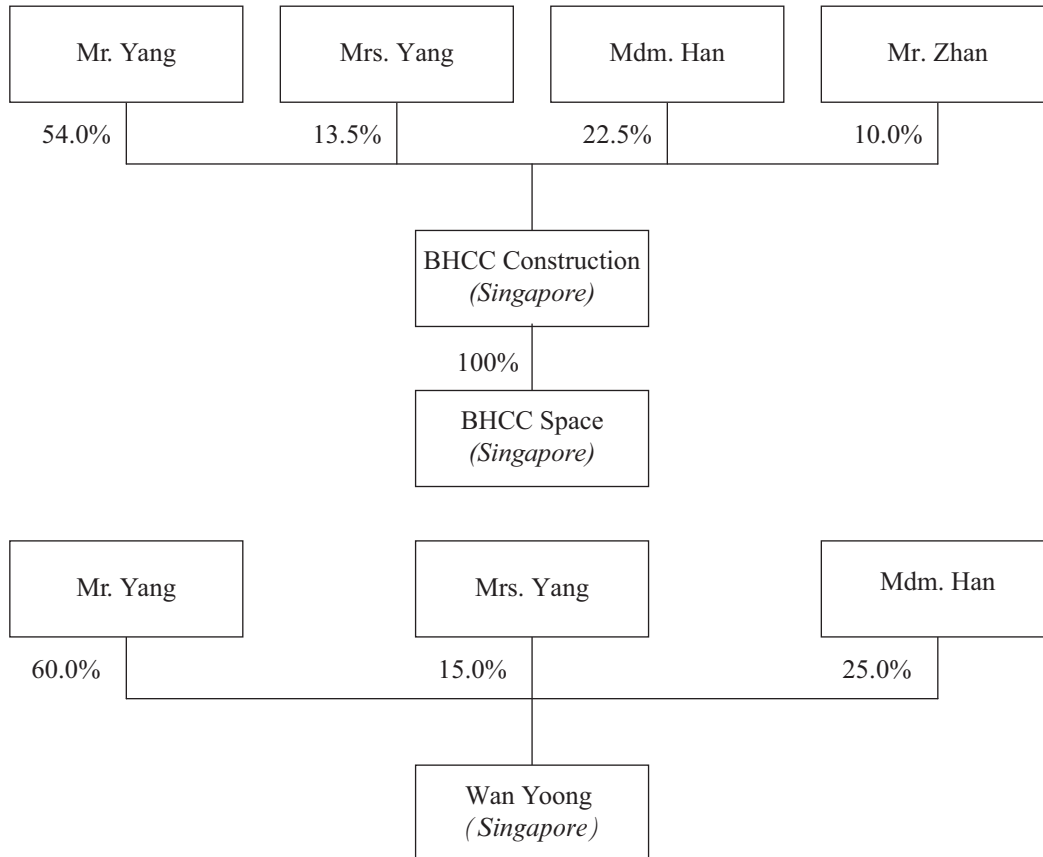 Mr. Yang
Mrs. Yang
Mdm. Han
Mr. Zhan
54.0%
13.5%
22.5%
10.0%
BHCC Construction
(Singapore)
100%
BHCC Space
(Singapore)
Mr. Yang
Mrs. Yang
Mdm. Han
60.0%
15.0%
25.0%
Wan Yoong
(Singapore)